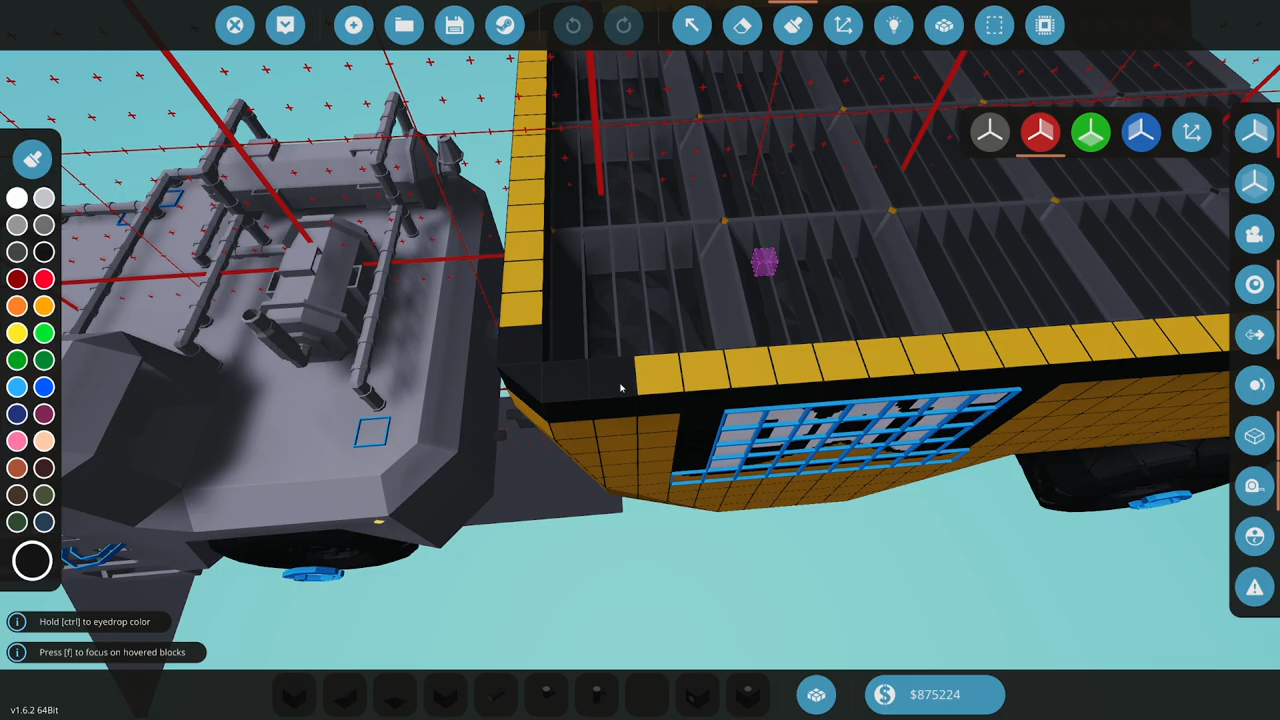 Hold [ctrl] to eyedrop color
Press [f] to focus on hovered blocks
$875224
v1.6.2 64Bit